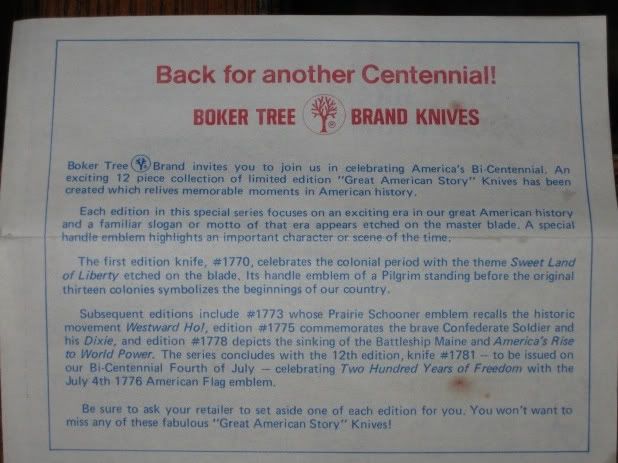 Back for another Centennial!
BOKER TREE BRAND KNIVES
Boker Tree Brand invites you to join us in celebrating America's Bi-Centennial. An
exciting 12 piece collection of limited edition "Great American Story" Knives has been
created which relives memorable moments in American history.
Each edition in this special series focuses on an exciting era in our great American history
and a familiar slogan or motto of that era appears etched on the master blade. A special
handle emblem highlights an important character or scene of the time.
The first edition knife, #1770, celebrates the colonial period with the theme Sweet Land
of Liberty etched on the blade. Its handle emblem of a Pilgrim standing before the original
thirteen colonies symbolizes the beginnings of our country.
Subsequent editions include #1773 whose Prairie Schooner emblem recalls the historic
movement Westward Ho!, edition #1775 commemorates the brave Confederate Soldier and
his Dixie, and edition #1778 depicts the sinking of the Battleship Maine and America's Rise
to World Power. The series concludes with the 12th edition, knife #1781 – to be issued on
our Bi-Centennial Fourth of July – celebrating Two Hundred Years of Freedom with the
July 4th 1776 American Flag emblem.
Be sure to ask your retailer to set aside one of each edition for you. You won't want to
miss any of these fabulous "Great American Story" Knives!